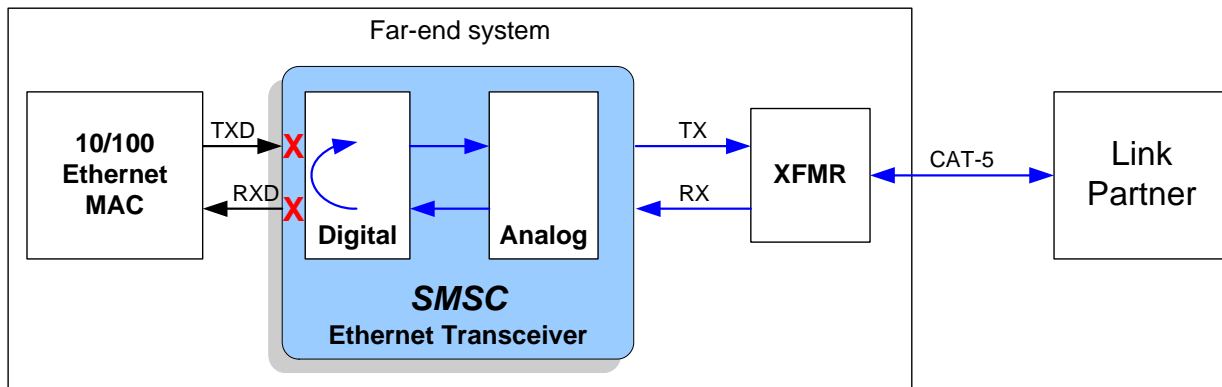 Far-end system
10/100
Ethernet
MAC
TXD
RXD
X
X
Digital
Analog
SMSC
Ethernet Transceiver
TX
RX
XFMR
CAT-5
Link
Partner